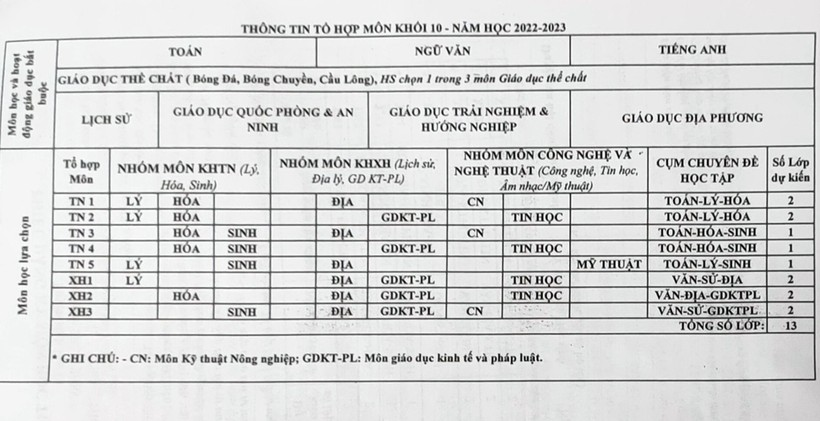 THÔNG TIN TỔ HỢP MÔN KHỐI 10 - NĂM HỌC 2022-2023
Môn học và hoạt động giáo dục bắt buộc
TOÁN NGỮ VĂN TIẾNG ANH
GIÁO DỤC THỂ CHẤT ( Bóng Đá, Bóng Chuyền, Cầu Lông), HS chọn 1 trong 3 môn Giáo dục thể chất
LỊCH SỬ GIÁO DỤC QUỐC PHÒNG & AN NINH GIÁO DỤC TRẢI NGHIỆM & HƯỚNG NGHIỆP GIÁO DỤC ĐỊA PHƯƠNG
Môn học lựa chọn
Tổ hợp Môn NHÓM MÔN KHTN (Lý, Hóa, Sinh) NHÓM MÔN KHXH (Lịch sử, Địa lý, GD KT-PL) NHÓM MÔN CÔNG NGHỆ VÀ NGHỆ THUẬT (Công nghệ, Tin học, Âm nhạc/Mỹ thuật) CỤM CHUYÊN ĐỀ HỌC TẬP Số Lớp dự kiến
TN 1 LÝ HÓA ĐỊA CN TOÁN-LÝ-HÓA 2
TN 2 LÝ HÓA GDKT-PL TIN HỌC TOÁN-LÝ-HÓA 2
TN 3 HÓA SINH ĐỊA CN TOÁN-HÓA-SINH 1
TN 4 HÓA SINH GDKT-PL TIN HỌC TOÁN-HÓA-SINH 1
TN 5 LÝ SINH ĐỊA MỸ THUẬT TOÁN-LÝ-SINH 1
XH1 LÝ ĐỊA GDKT-PL TIN HỌC VĂN-SỬ-ĐỊA 2
XH2 HÓA ĐỊA GDKT-PL TIN HỌC VĂN-ĐỊA-GDKTPL 2
XH3 SINH ĐỊA GDKT-PL CN VĂN-SỬ-GDKTPL 2
TỔNG SỐ LỚP: 13
* GHI CHÚ: - CN: Môn Kỹ thuật Nông nghiệp; GDKT-PL: Môn giáo dục kinh tế và pháp luật.